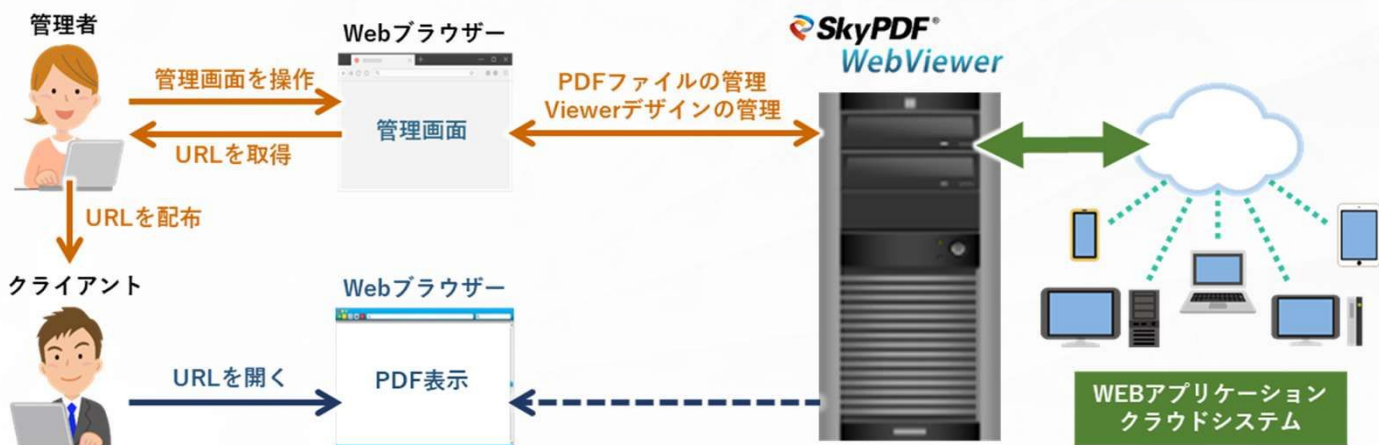 管理者
Webブラウザー
SkyPDF®
WebViewer
管理画面を操作
管理画面
URLを取得
PDFファイルの管理
Viewerデザインの管理
URLを配布
クライアント
Webブラウザー
URLを開く
PDF表示
WEBアプリケーション
クラウドシステム